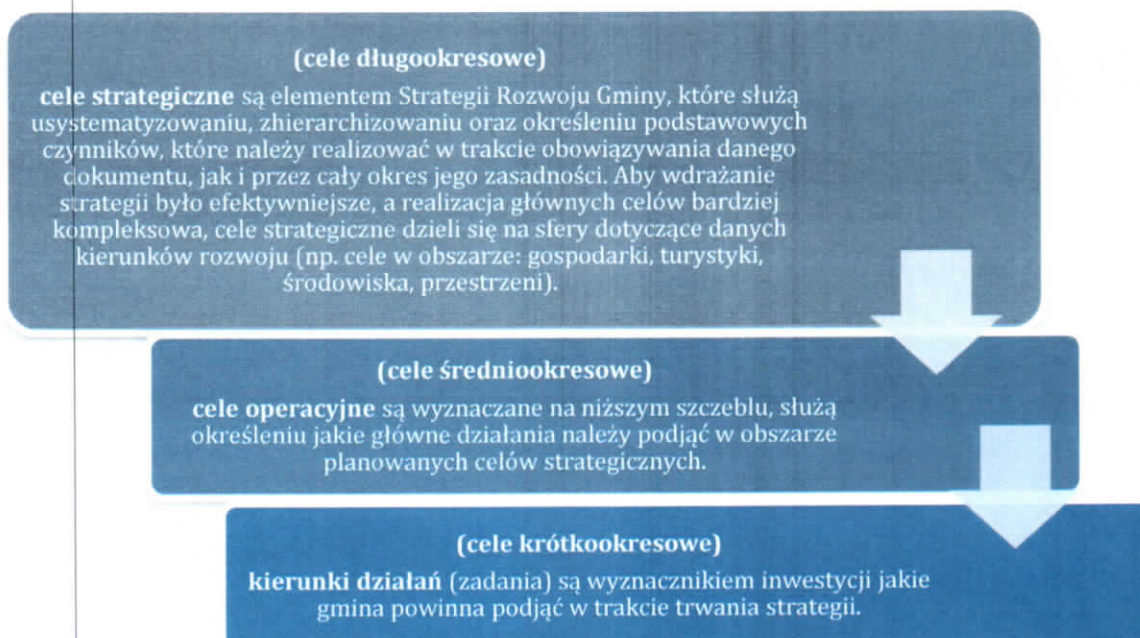 (cele długookresowe)
cele strategiczne są elementem Strategii Rozwoju Gminy, które służą
usystematyzowaniu, zhierarchizowaniu oraz określeniu podstawowych
czynników, które należy realizować w trakcie obowiązywania danego
dokumentu, jak i przez cały okres jego zasadności. Aby wdrażanie
strategii było efektywniejsze, a realizacja głównych celów bardziej
kompleksowa, cele strategiczne dzieli się na sfery dotyczące danych
kierunków rozwoju (np. cele w obszarze: gospodarki, turystyki,
środowiska, przestrzeni).
(cele średniookresowe)
cele operacyjne są wyznaczane na niższym szczeblu, służą
określeniu jakie główne działania należy podjąć w obszarze
planowanych celów strategicznych.
(cele krótkookresowe)
kierunki działań (zadania) są wyznacznikiem inwestycji jakie
gmina powinna podjąć w trakcie trwania strategii.